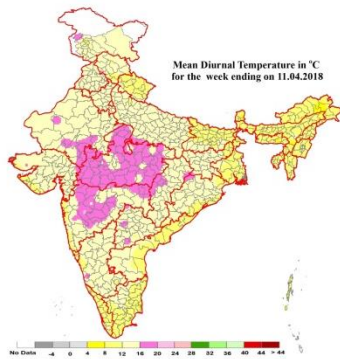 Mean Diurnal Temperature in °C
for the week ending on 11.04.2018
No Data -4 0 4 8 12 16 20 24 28 32 36 40 44 > 44